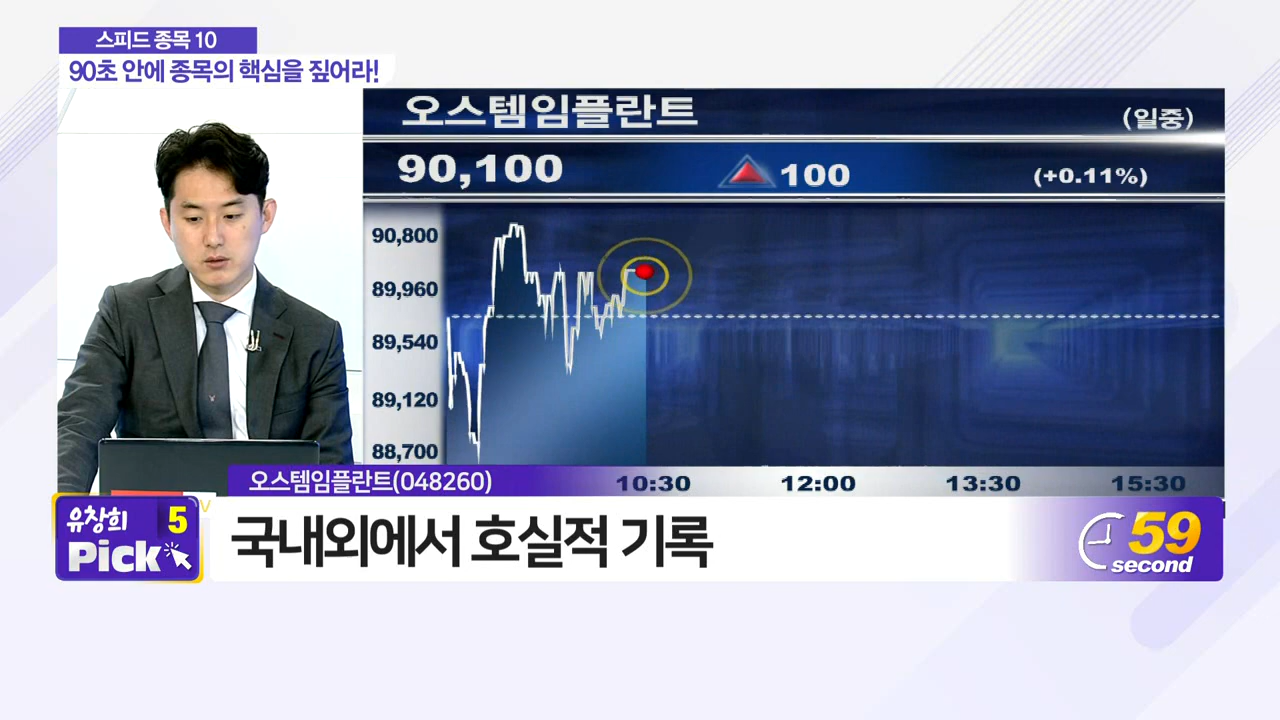 스피드 종목 10
90초 안에 종목의 핵심을 짚어라!
오스템임플란트 (일중)
90,100 100 (+0.11%)
90,800
89,960
89,540
89,120
88,700
10:30 12:00 13:30 15:30
오스템임플란트(048260)
유창희 5
Pick
국내외에서 호실적 기록
59
second